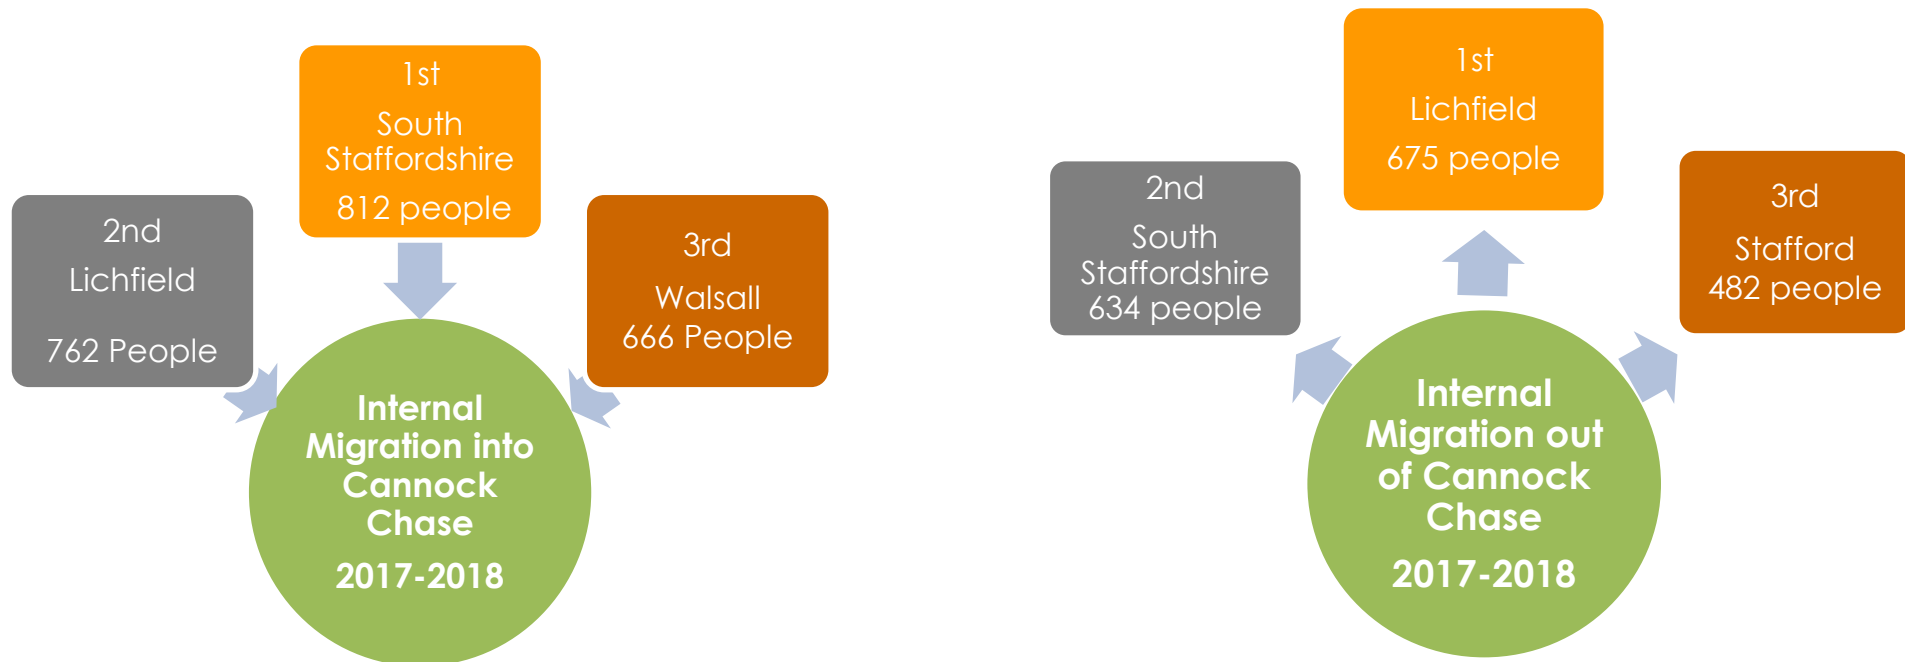 1st
South
Staffordshire
812 people
2nd
Lichfield
762 People
3rd
Walsall
666 People
Internal
Migration into
Cannock
Chase
2017-2018
1st
Lichfield
675 people
2nd
South
Staffordshire
634 people
3rd
Stafford
482 people
Internal
Migration out
of Cannock
Chase
2017-2018